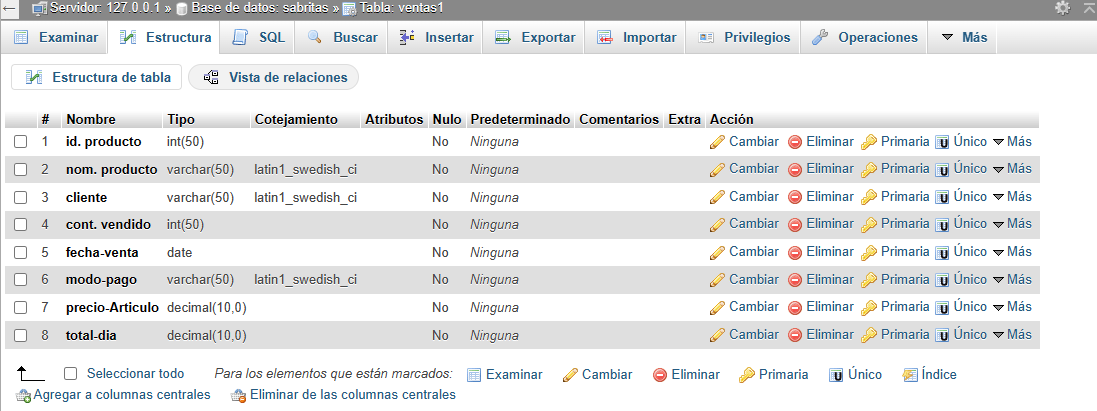 Servidor: 127.0.0.1 » Base de datos: sabritas » Tabla: ventas1
Examinar Estructura SQL Buscar Insertar Exportar Importar Privilegios Operaciones Más
Estructura de tabla Vista de relaciones
# Nombre Tipo Cotejamiento Atributos Nulo Predeterminado Comentarios Extra Acción
1 id. producto int(50) No Ninguna Cambiar Eliminar Primaria Único Más
2 nom. producto varchar(50) latin1_swedish_ci No Ninguna Cambiar Eliminar Primaria Único Más
3 cliente varchar(50) latin1_swedish_ci No Ninguna Cambiar Eliminar Primaria Único Más
4 cont. vendido int(50) No Ninguna Cambiar Eliminar Primaria Único Más
5 fecha-venta date No Ninguna Cambiar Eliminar Primaria Único Más
6 modo-pago varchar(50) latin1_swedish_ci No Ninguna Cambiar Eliminar Primaria Único Más
7 precio-Articulo decimal(10,0) No Ninguna Cambiar Eliminar Primaria Único Más
8 total-dia decimal(10,0) No Ninguna Cambiar Eliminar Primaria Único Más
Seleccionar todo Para los elementos que están marcados: Examinar Cambiar Eliminar Primaria Único Índice
Agregar a columnas centrales Eliminar de las columnas centrales